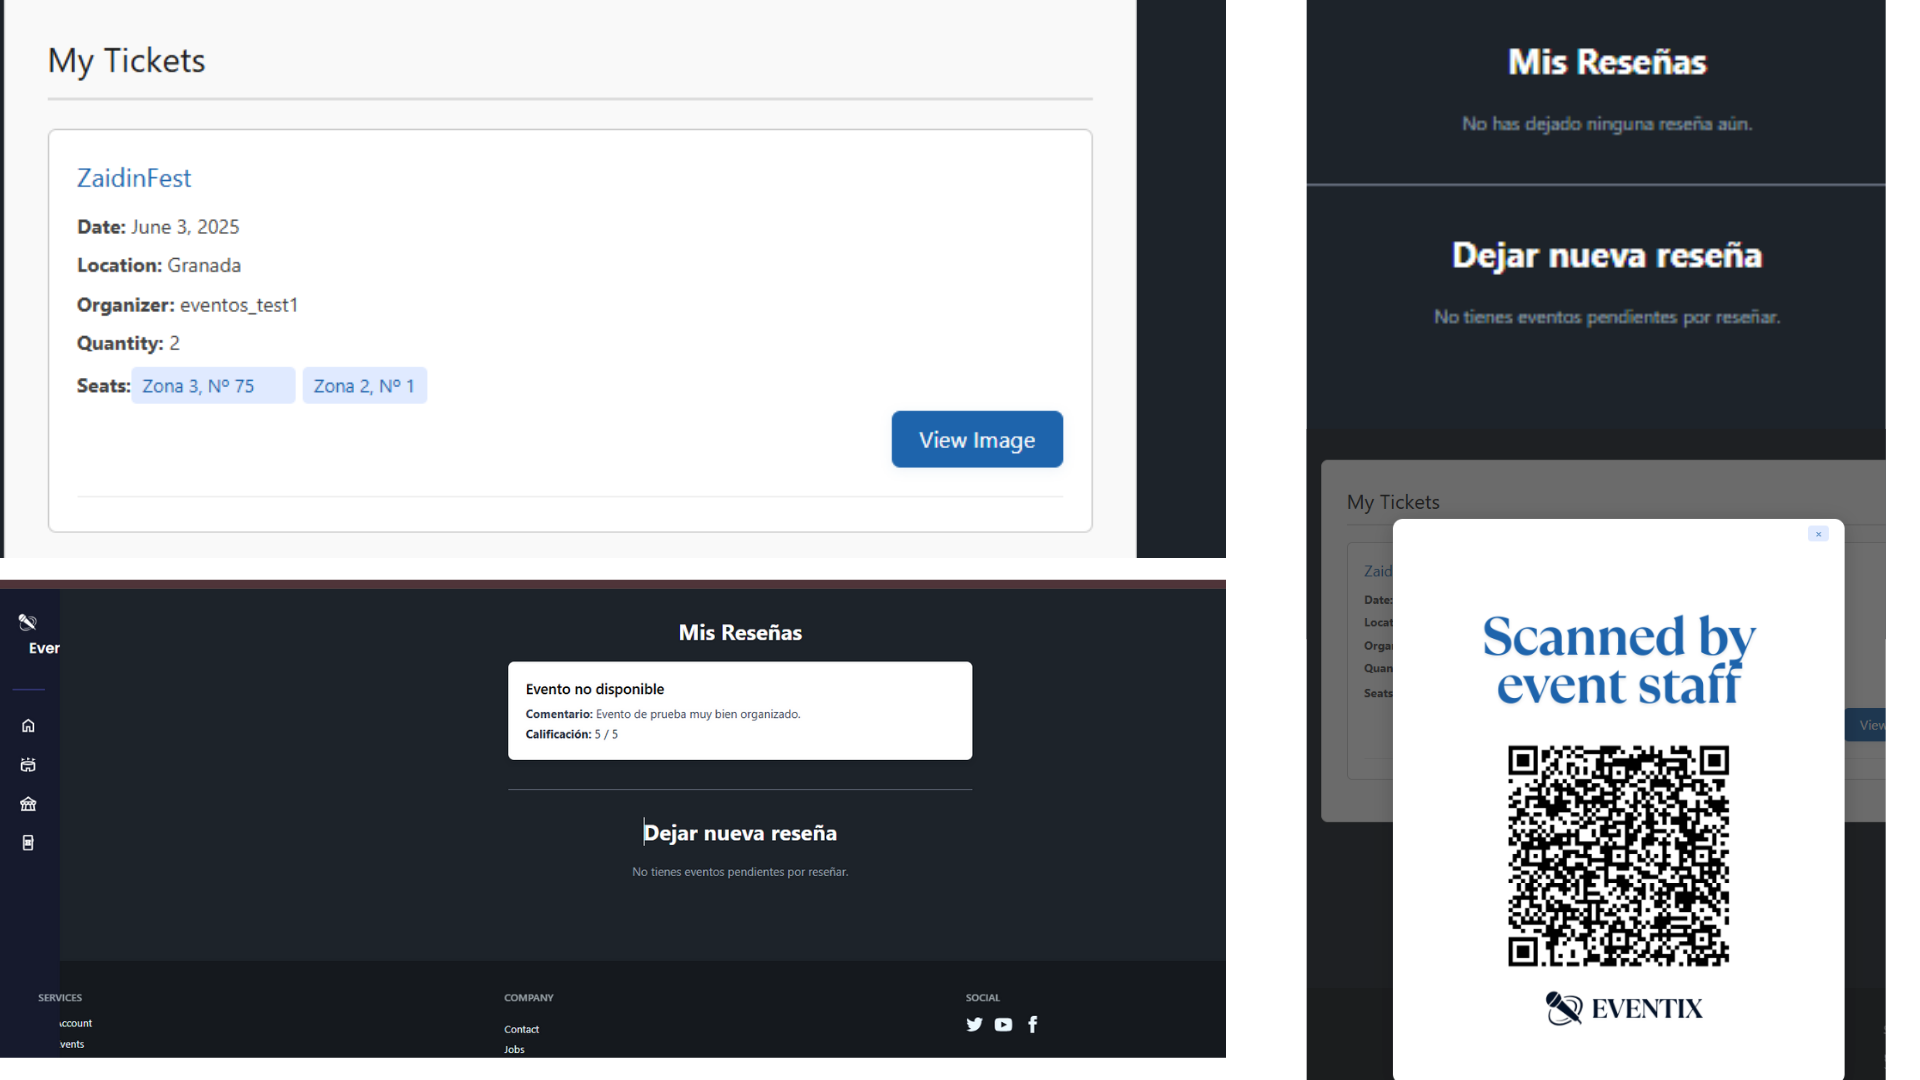 My Tickets
ZaidinFest
Date: June 3, 2025
Location: Granada
Organizer: eventos_test1
Quantity: 2
Seats: Zona 3, Nº 75 Zona 2, Nº 1
View Image
Ever
Mis Reseñas
Evento no disponible
Comentario: Evento de prueba muy bien organizado.
Calificación: 5 / 5
Dejar nueva reseña
No tienes eventos pendientes por reseñar.
SERVICES
ccount
vents
COMPANY
Contact
Jobs
SOCIAL
Mis Reseñas
No has dejado ninguna reseña aún.
Dejar nueva reseña
No tienes eventos pendientes por reseñar.
My Tickets
×
Zaid
Date:
Locat
Orga
Quan
Seats
View
Scanned by
event staff
EVENTIX